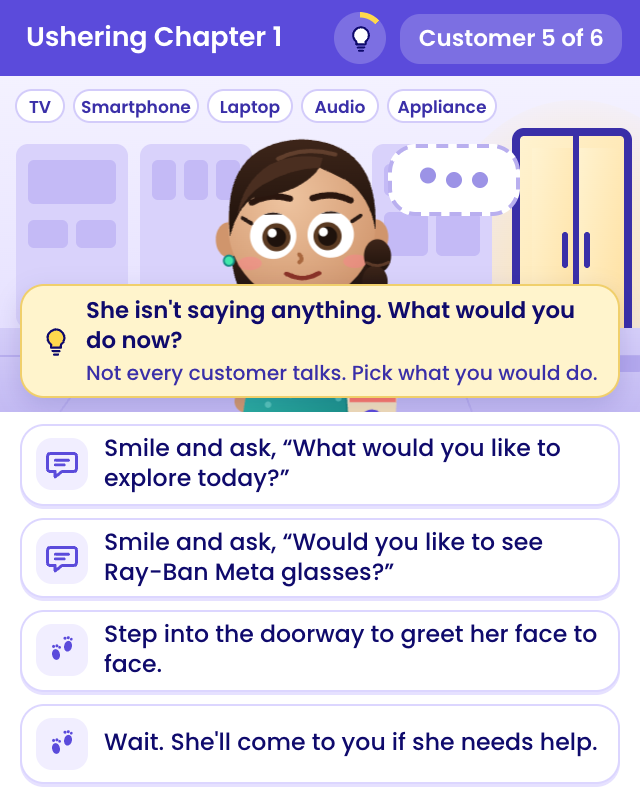 Ushering Chapter 1
Customer 5 of 6
TV
Smartphone
Laptop
Audio
Appliance
She isn't saying anything. What would you
do now?
Not every customer talks. Pick what you would do.
Smile and ask, “What would you like to
explore today?”
Smile and ask, “Would you like to see
Ray-Ban Meta glasses?”
Step into the doorway to greet her face to
face.
Wait. She'll come to you if she needs help.